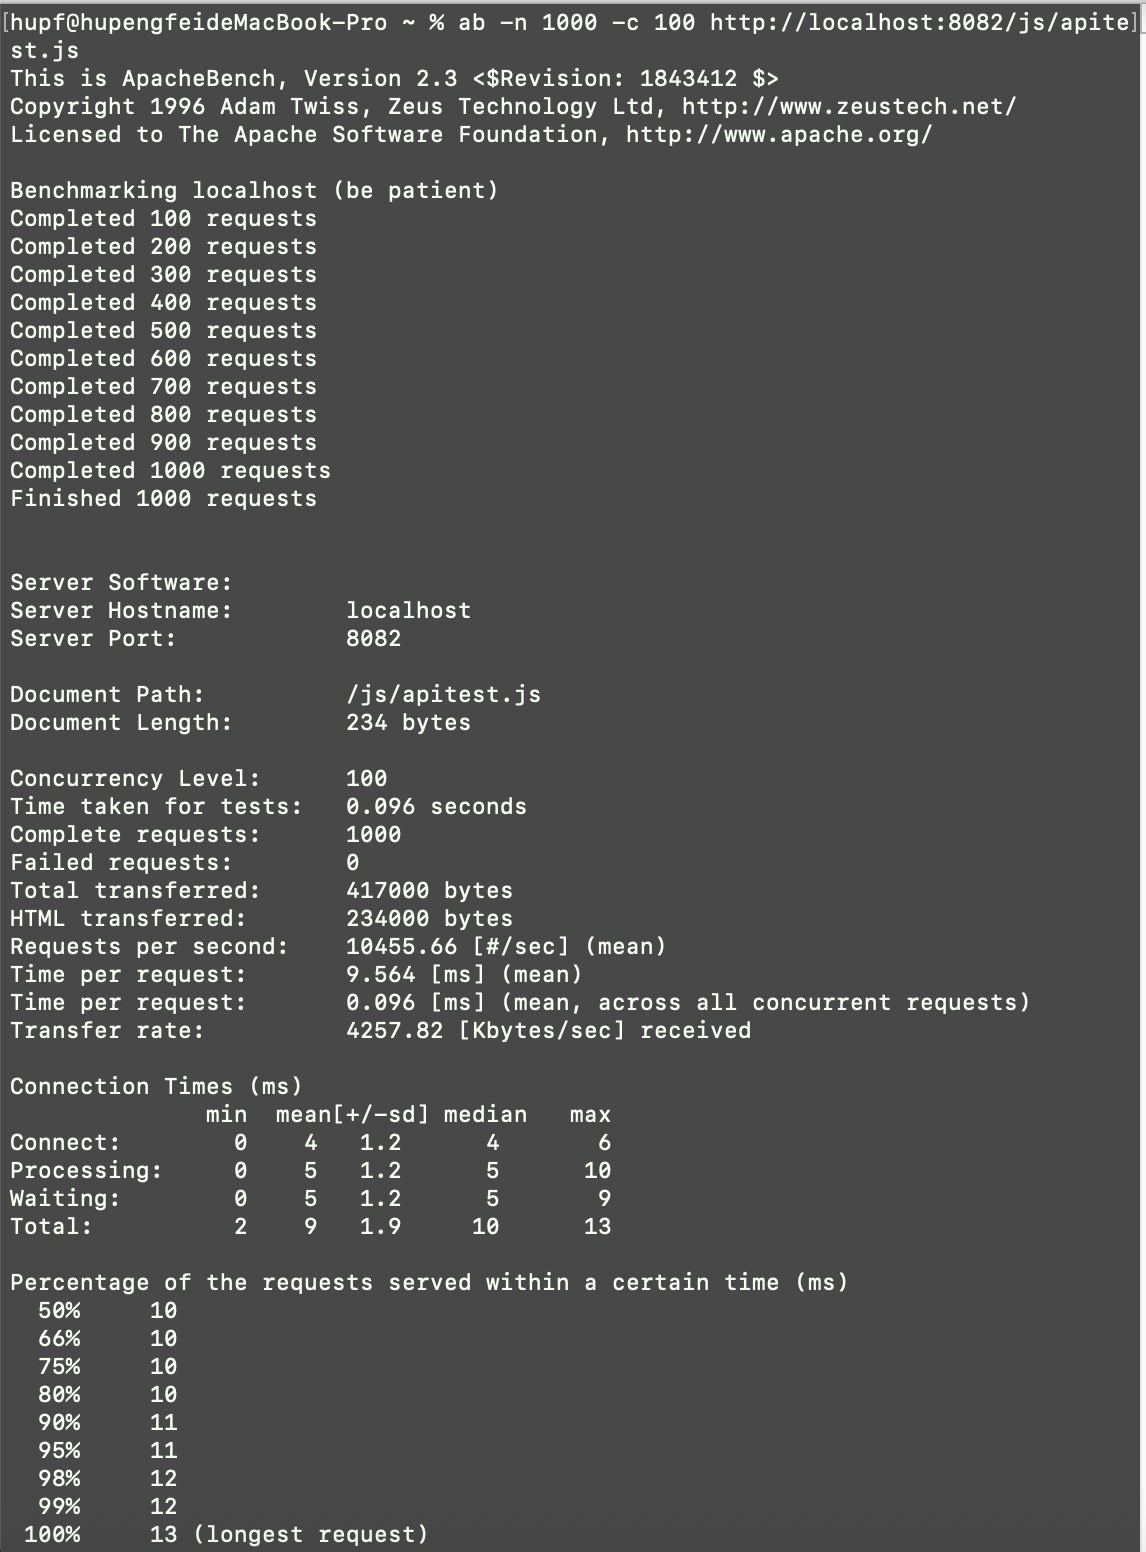 [hupf@hupengfeideMacBook-Pro ~ % ab -n 1000 -c 100 http://localhost:8082/js/apite]
st.js
This is ApacheBench, Version 2.3 <$Revision: 1843412 $>
Copyright 1996 Adam Twiss, Zeus Technology Ltd, http://www.zeustech.net/
Licensed to The Apache Software Foundation, http://www.apache.org/

Benchmarking localhost (be patient)
Completed 100 requests
Completed 200 requests
Completed 300 requests
Completed 400 requests
Completed 500 requests
Completed 600 requests
Completed 700 requests
Completed 800 requests
Completed 900 requests
Completed 1000 requests
Finished 1000 requests


Server Software:
Server Hostname:        localhost
Server Port:            8082

Document Path:          /js/apitest.js
Document Length:        234 bytes

Concurrency Level:      100
Time taken for tests:   0.096 seconds
Complete requests:      1000
Failed requests:        0
Total transferred:      417000 bytes
HTML transferred:       234000 bytes
Requests per second:    10455.66 [#/sec] (mean)
Time per request:       9.564 [ms] (mean)
Time per request:       0.096 [ms] (mean, across all concurrent requests)
Transfer rate:          4257.82 [Kbytes/sec] received

Connection Times (ms)
              min  mean[+/-sd] median   max
Connect:        0    4   1.2      4       6
Processing:     0    5   1.2      5      10
Waiting:        0    5   1.2      5       9
Total:          2    9   1.9     10      13

Percentage of the requests served within a certain time (ms)
  50%     10
  66%     10
  75%     10
  80%     10
  90%     11
  95%     11
  98%     12
  99%     12
 100%     13 (longest request)